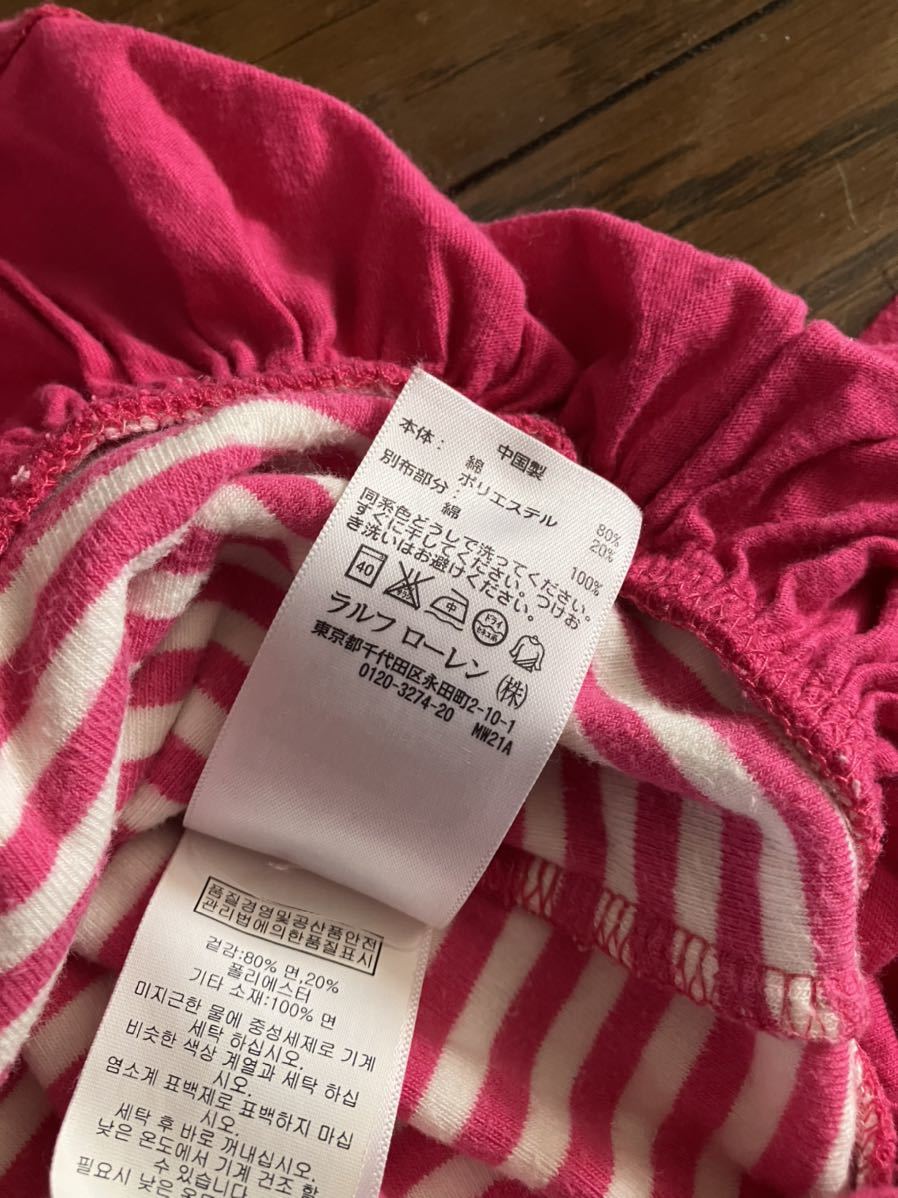 中国製
本体： 綿 80%
ポリエステル 20%
別布部分： 綿 100%
同系色どうしで洗ってください。
すぐに干してください。つけお
き洗いはお避けください。
40 中 ドライ
ラルフ ローレン (株)
東京都千代田区永田町2-10-1
0120-3274-20 MW21A
품질경영및공산품안전
관리법에의한품질표시
겉감:80% 면,20%
폴리에스터
기타 소재:100% 면
미지근한 물에 중성세제로 기계
세탁 하십시오.
비슷한 색상 계열과 세탁 하십
시오.
염소계 표백제로 표백하지 마십
시오.
세탁 후 바로 꺼내십시오.
낮은 온도에서 기계 건조 할
수 있습니다
필요시 낮은